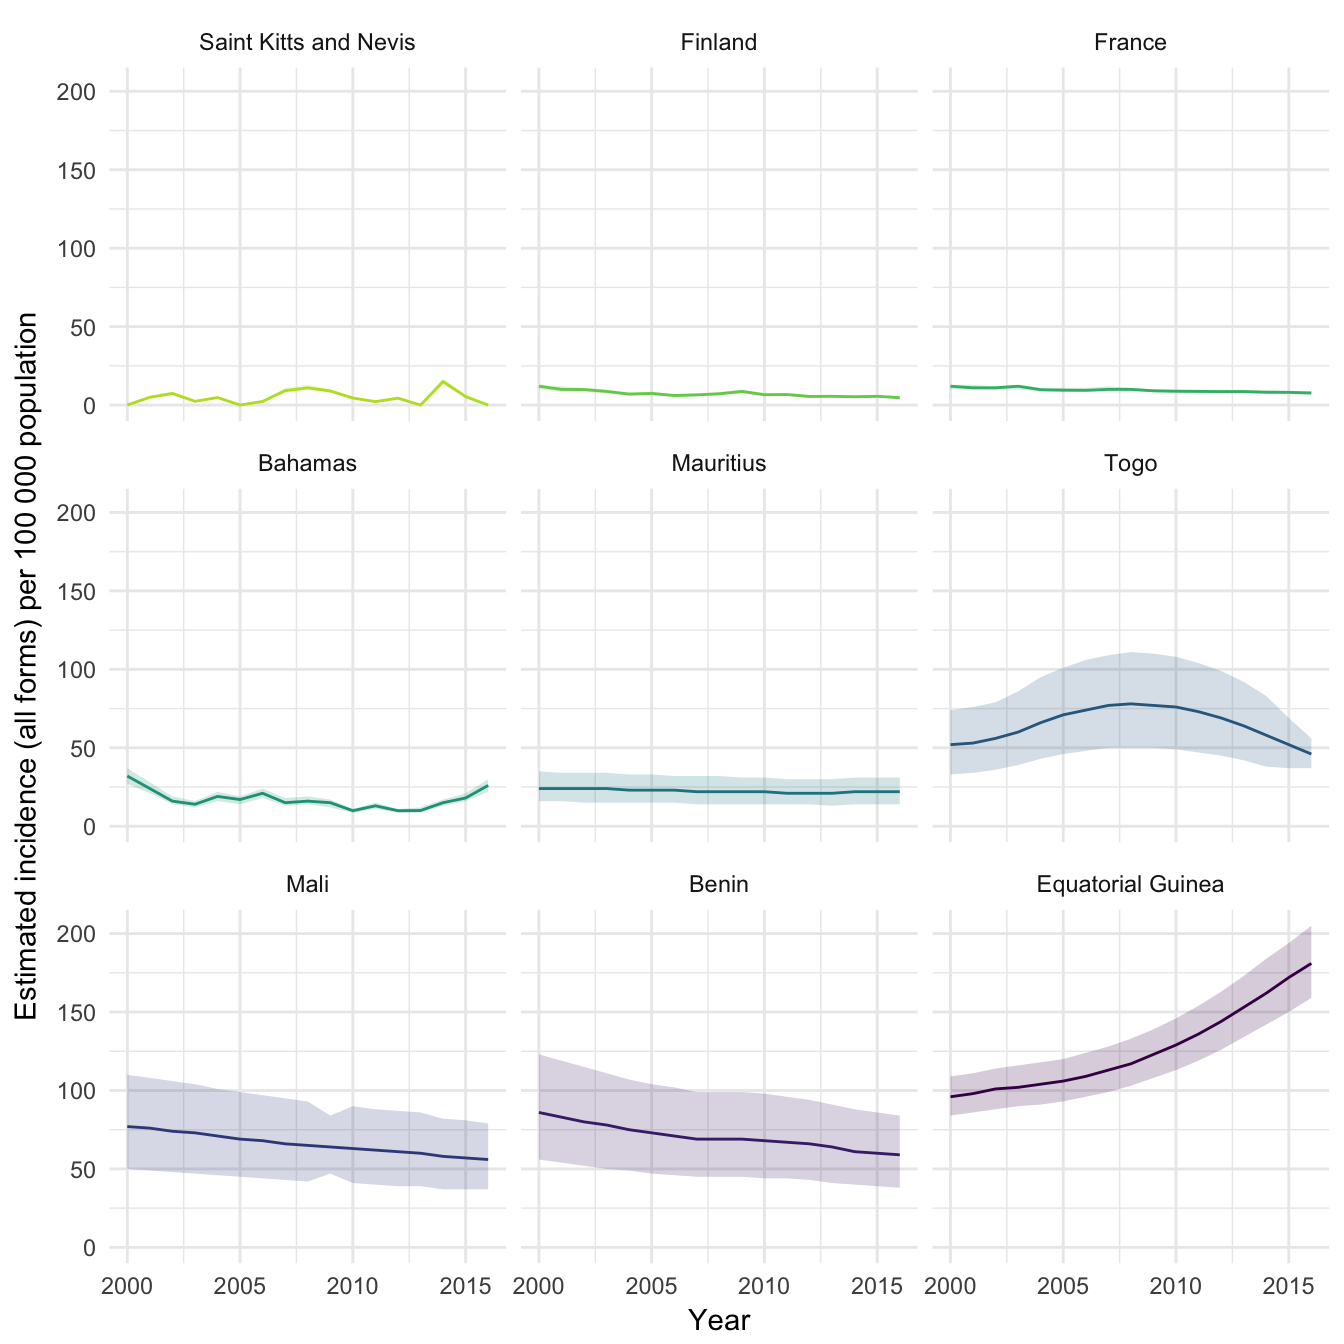 Saint Kitts and Nevis
Finland
France
200
150
100
50
0
Bahamas
Mauritius
Togo
200
150
100
50
0
Mali
Benin
Equatorial Guinea
200
150
100
50
0
2000 2005 2010 2015
2000 2005 2010 2015
2000 2005 2010 2015
Year
Estimated incidence (all forms) per 100 000 population